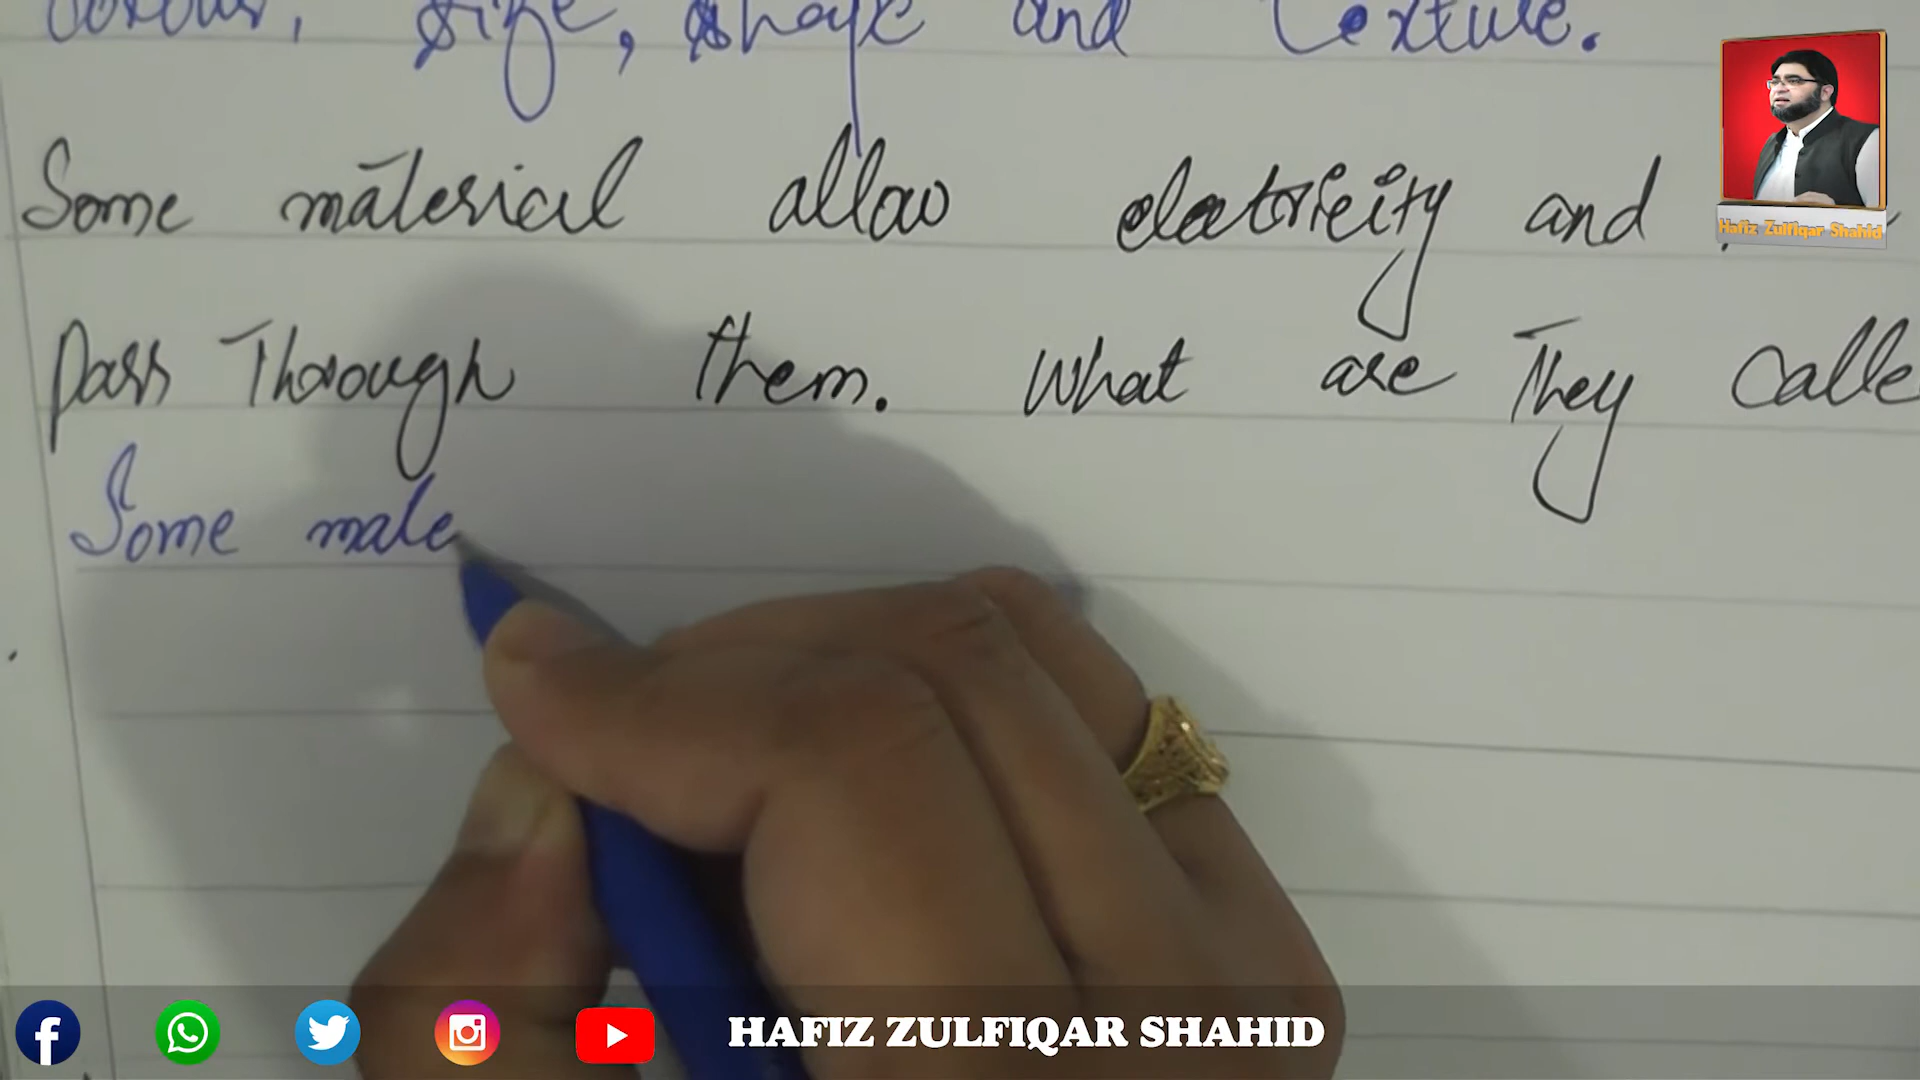 colour, size, shape and texture.
Some material allow electricity and
Hafiz Zulfiqar Shahid
pass Through them. What are They calle
Some mate
HAFIZ ZULFIQAR SHAHID